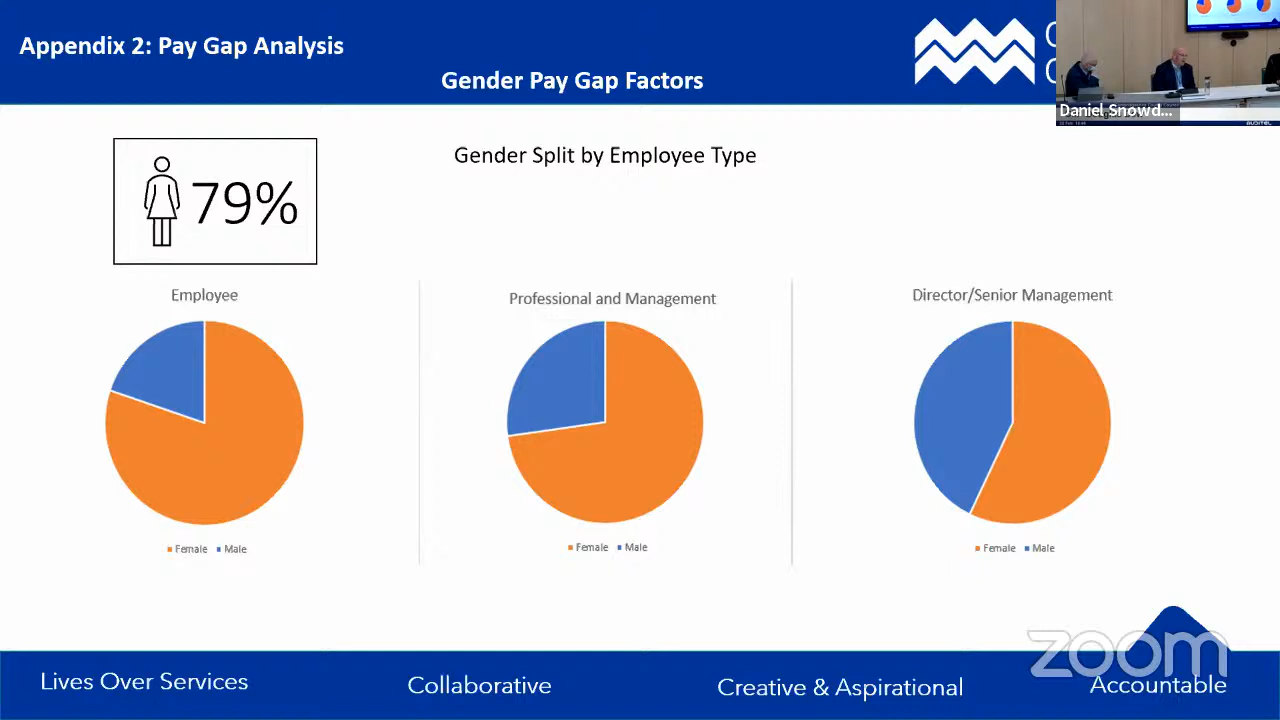 Appendix 2: Pay Gap Analysis
Gender Pay Gap Factors
Daniel Snowd...
AUDITEL
79%
Gender Split by Employee Type
Employee
Professional and Management
Director/Senior Management
Female Male
Female Male
Female Male
zoom
Lives Over Services
Collaborative
Creative & Aspirational
Accountable